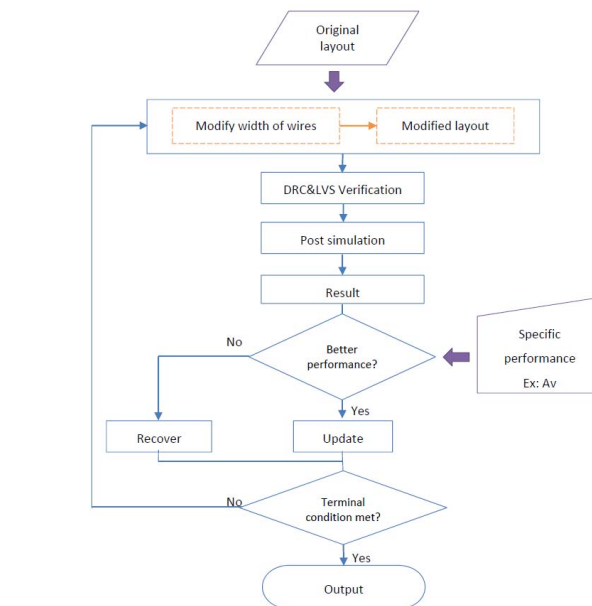 Original
layout
Modify width of wires
Modified layout
DRC&LVS Verification
Post simulation
Result
No
Better
performance?
Specific
performance
Ex: Av
Yes
Recover
Update
No
Terminal
condition met?
Yes
Output